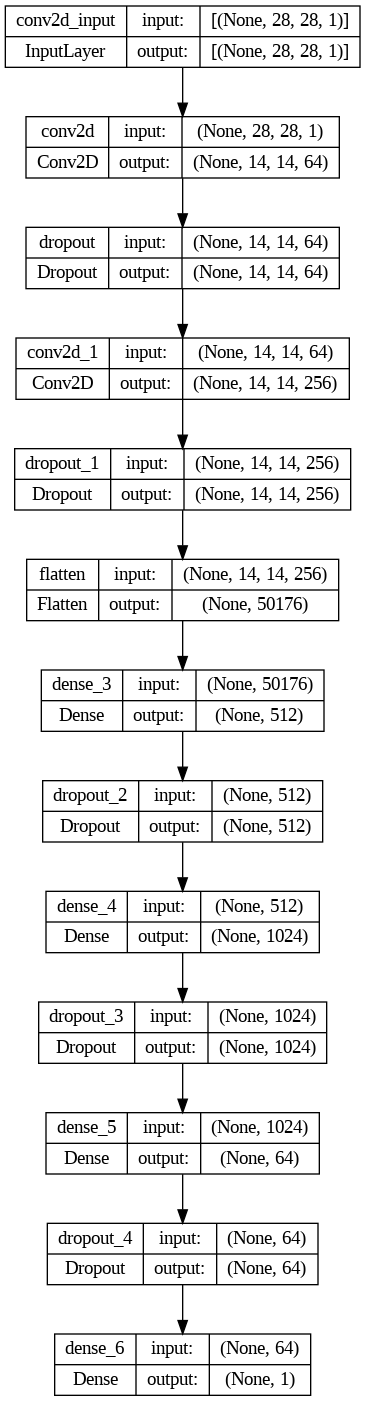 conv2d_input input: [(None, 28, 28, 1)]
InputLayer output: [(None, 28, 28, 1)]
conv2d input: (None, 28, 28, 1)
Conv2D output: (None, 14, 14, 64)
dropout input: (None, 14, 14, 64)
Dropout output: (None, 14, 14, 64)
conv2d_1 input: (None, 14, 14, 64)
Conv2D output: (None, 14, 14, 256)
dropout_1 input: (None, 14, 14, 256)
Dropout output: (None, 14, 14, 256)
flatten input: (None, 14, 14, 256)
Flatten output: (None, 50176)
dense_3 input: (None, 50176)
Dense output: (None, 512)
dropout_2 input: (None, 512)
Dropout output: (None, 512)
dense_4 input: (None, 512)
Dense output: (None, 1024)
dropout_3 input: (None, 1024)
Dropout output: (None, 1024)
dense_5 input: (None, 1024)
Dense output: (None, 64)
dropout_4 input: (None, 64)
Dropout output: (None, 64)
dense_6 input: (None, 64)
Dense output: (None, 1)